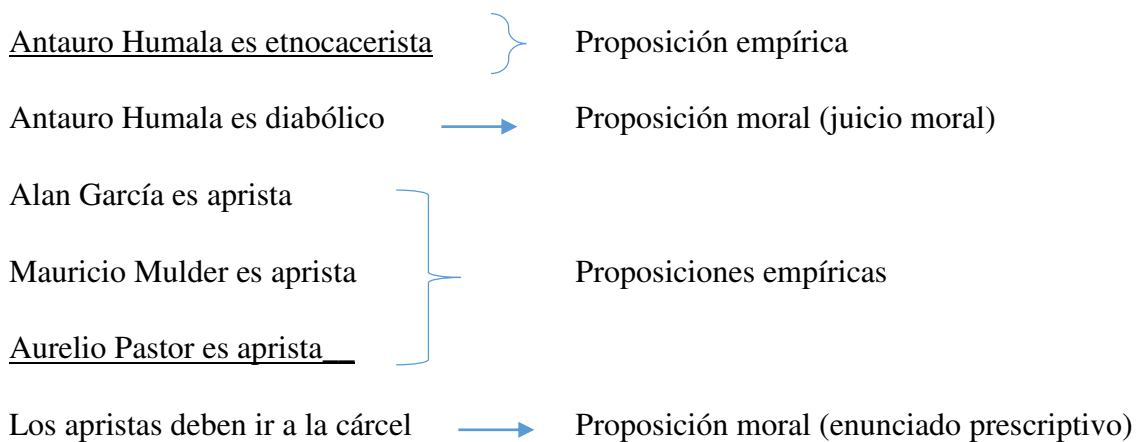 Antauro Humala es etnocacerista Proposición empírica
Antauro Humala es diabólico Proposición moral (juicio moral)
Alan García es aprista
Mauricio Mulder es aprista Proposiciones empíricas
Aurelio Pastor es aprista__
Los apristas deben ir a la cárcel Proposición moral (enunciado prescriptivo)